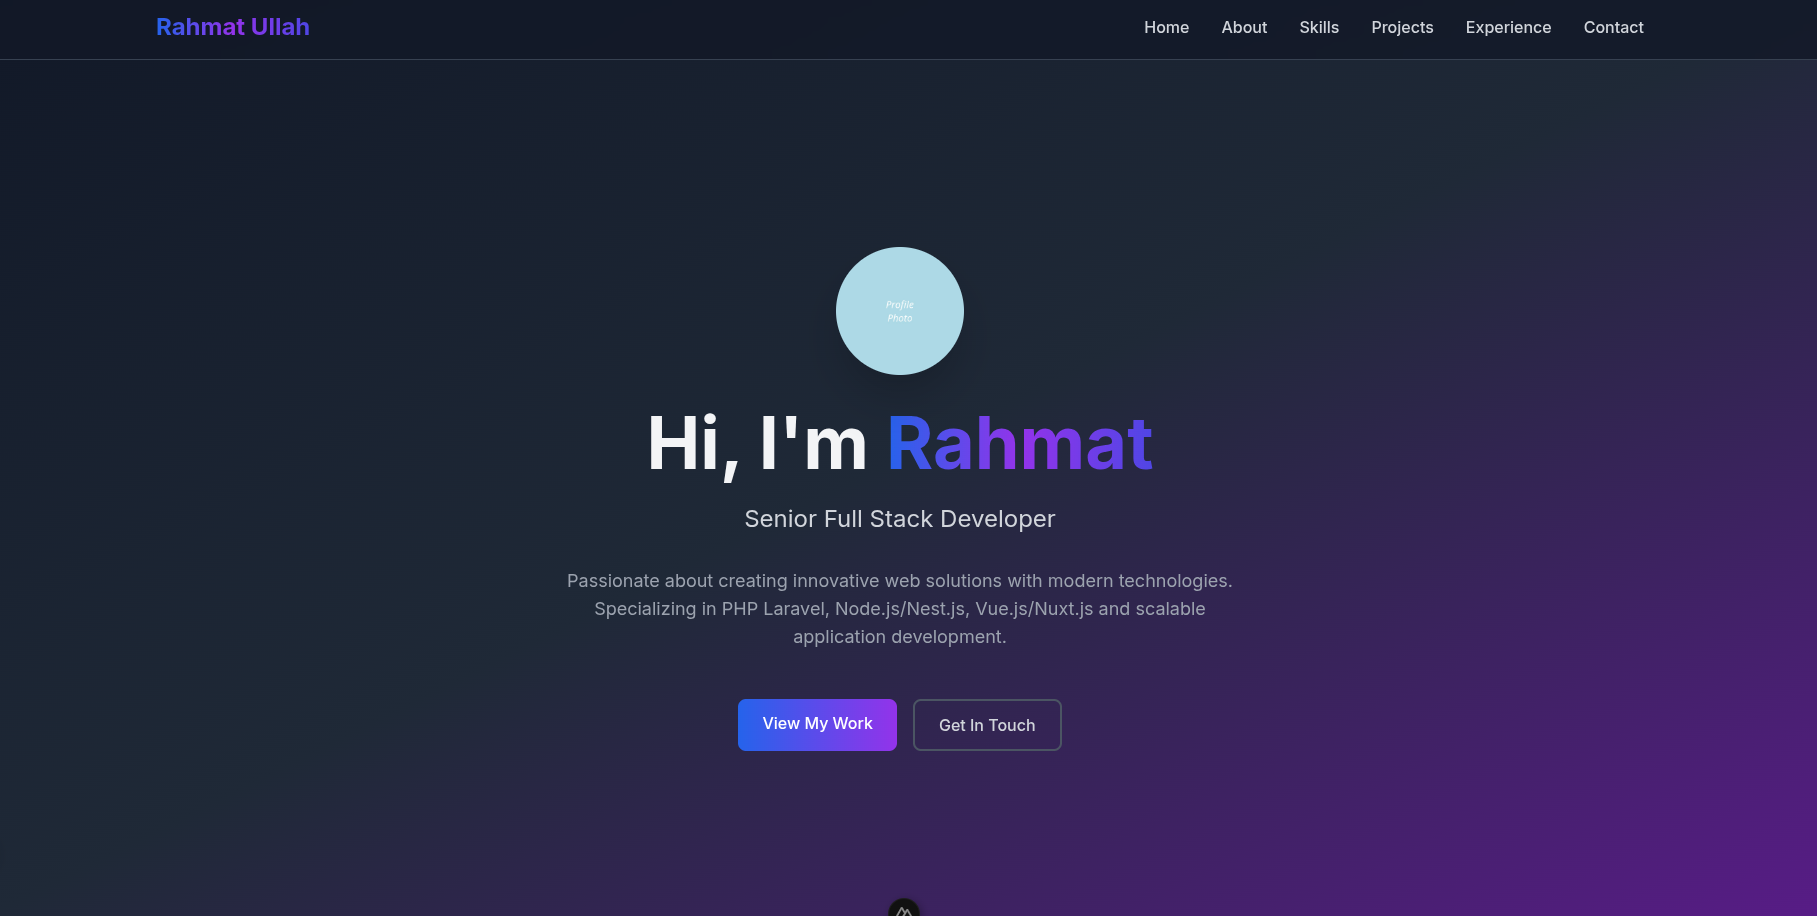 Rahmat Ullah
Home About Skills Projects Experience Contact
Profile
Photo
Hi, I'm Rahmat
Senior Full Stack Developer
Passionate about creating innovative web solutions with modern technologies.
Specializing in PHP Laravel, Node.js/Nest.js, Vue.js/Nuxt.js and scalable
application development.
View My Work
Get In Touch